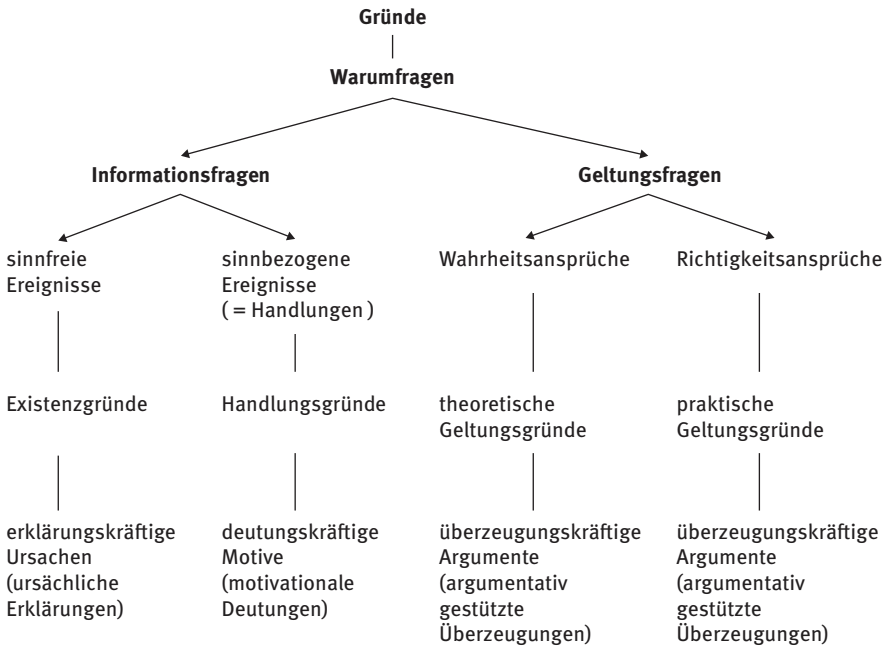 Gründe
Warumfragen
Informationsfragen
Geltungsfragen
sinnfreie
Ereignisse
sinnbezogene
Ereignisse
( = Handlungen )
Wahrheitsansprüche
Richtigkeitsansprüche
Existenzgründe
Handlungsgründe
theoretische
Geltungsgründe
praktische
Geltungsgründe
erklärungskräftige
Ursachen
(ursächliche
Erklärungen)
deutungskräftige
Motive
(motivationale
Deutungen)
überzeugungskräftige
Argumente
(argumentativ
gestützte
Überzeugungen)
überzeugungskräftige
Argumente
(argumentativ
gestützte
Überzeugungen)